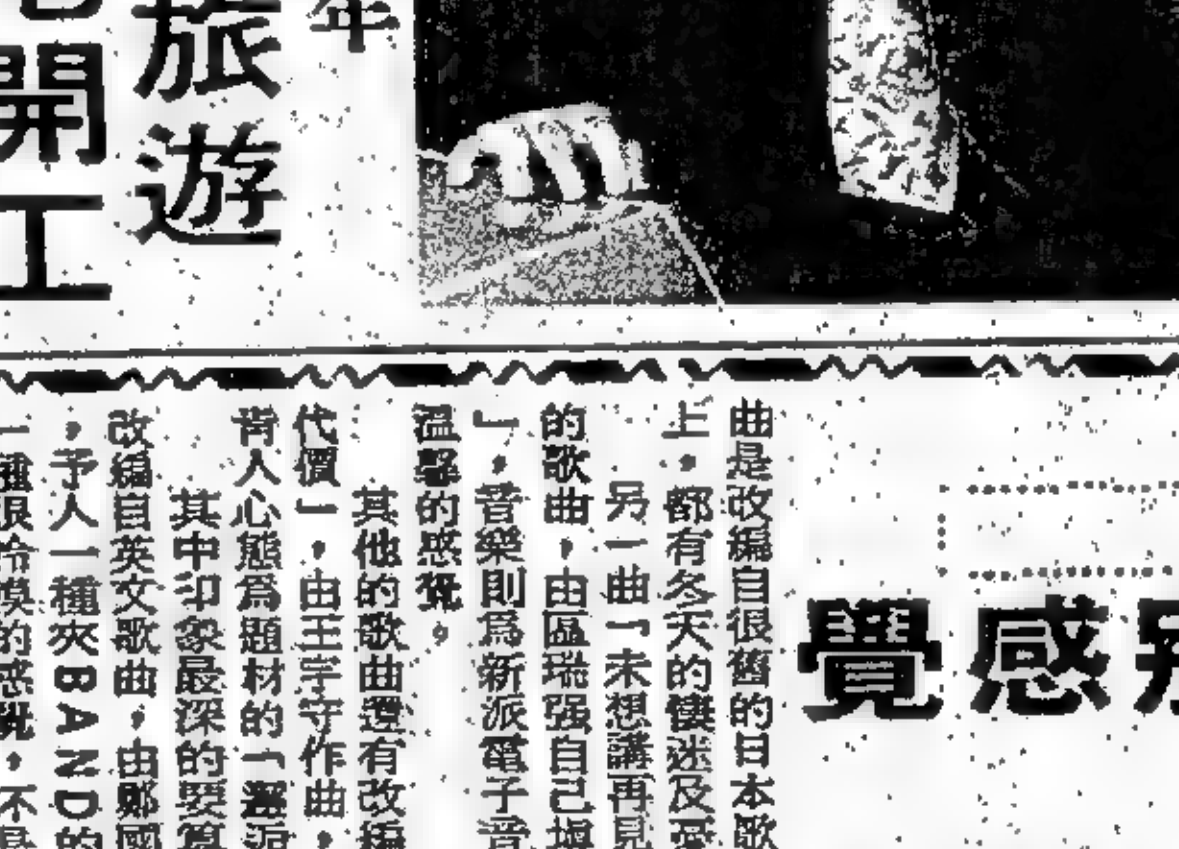 年
旅遊
開工
感覺
曲是改編自很舊的日本歌
上,都有冬天的悽迷及
另一曲「未想講再見
的歌曲,由區瑞强自己填
」,音樂則爲新派電子音
溫馨的感覺。
其他的歌曲還有改編
代價」,由王宇守作曲,
背人心態爲題材的「邂逅
其中印象最深的要算
改編自英文歌曲,由鄭國
,予人一種夾BAND的
一種很冷漠的感覺,不是